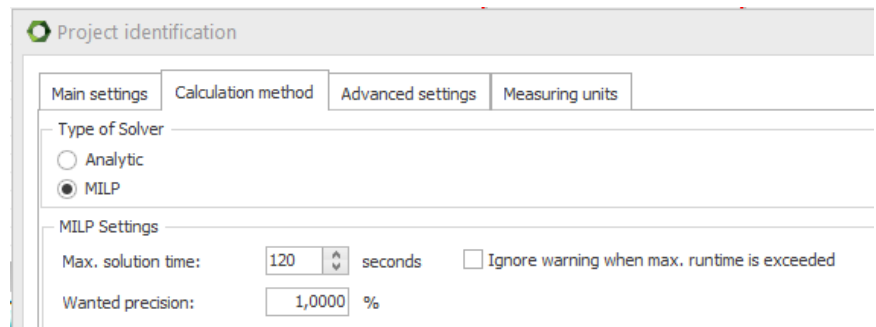 Project identification
Main settings Calculation method Advanced settings Measuring units
Type of Solver
Analytic
MILP
MILP Settings
Max. solution time: 120 seconds Ignore warning when max. runtime is exceeded
Wanted precision: 1,0000 %